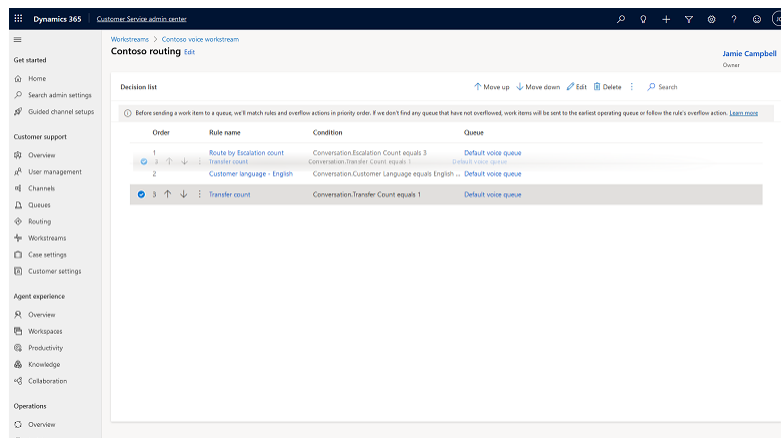 Dynamics 365 Customer Service admin center
Workstreams > Contoso voice workstream
Contoso routing Edit
Jamie Campbell
Owner
Get started
Home
Search admin settings
Guided channel setups
Customer support
Overview
User management
Channels
Queues
Routing
Workstreams
Case settings
Customer settings
Agent experience
Overview
Workspaces
Productivity
Knowledge
Collaboration
Operations
Overview
Decision list
Move up Move down Edit Delete Search
Before sending a work item to a queue, we'll match rules and overflow actions in priority order. If we don't find any queue that have not overflowed, work items will be sent to the earliest operating queue or follow the rule's overflow action. Learn more
Order Rule name Condition Queue
1 Route by Escalation count Conversation.Escalation Count equals 3 Default voice queue
3 Transfer count Conversation.Transfer Count equals 1 Default voice queue
2 Customer language - English Conversation.Customer Language equals English ... Default voice queue
3 Transfer count Conversation.Transfer Count equals 1 Default voice queue